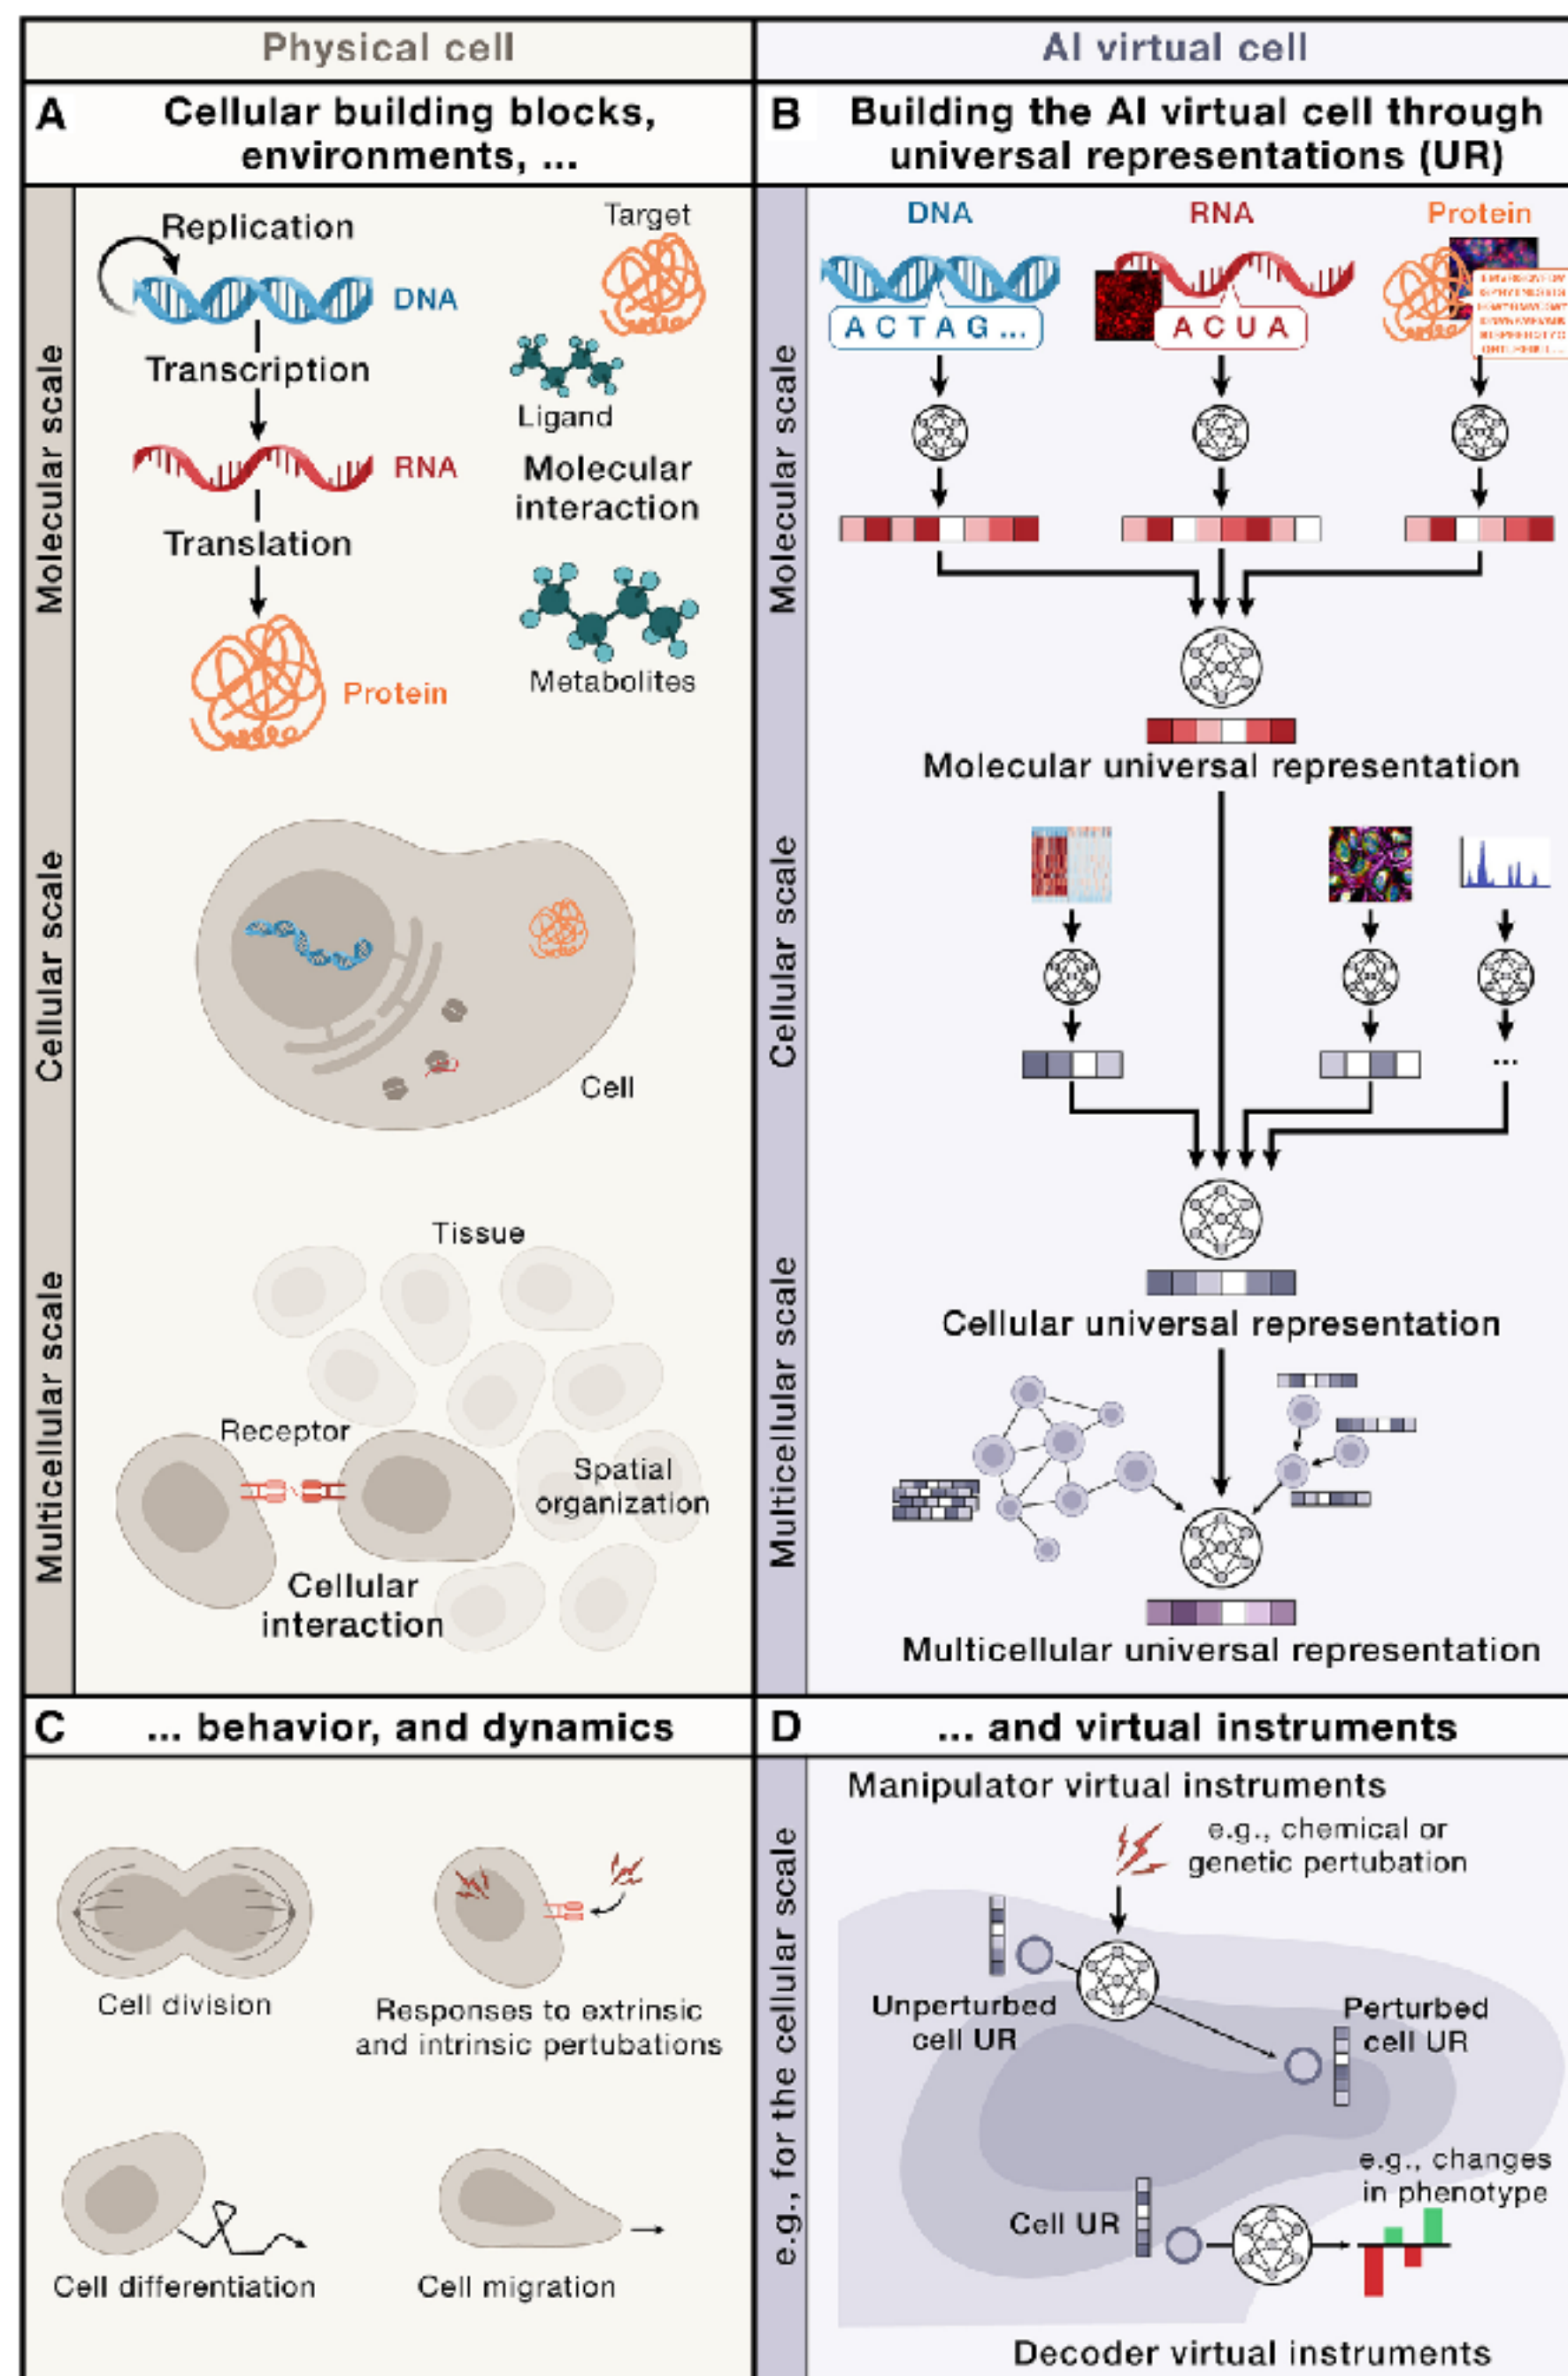 Physical cell
AI virtual cell
A
Cellular building blocks,
environments, ...
B
Building the AI virtual cell through
universal representations (UR)
Molecular scale
Replication
DNA
Transcription
RNA
Translation
Protein
Target
Ligand
Molecular
interaction
Metabolites
Cellular scale
Cell
Multicellular scale
Tissue
Receptor
Spatial
organization
Cellular
interaction
Molecular scale
DNA
RNA
Protein
ACTAG...
ACUA
Molecular universal representation
Cellular scale
...
Cellular universal representation
Multicellular scale
Multicellular universal representation
C
... behavior, and dynamics
Cell division
Responses to extrinsic
and intrinsic pertubations
Cell differentiation
Cell migration
D
... and virtual instruments
e.g., for the cellular scale
Manipulator virtual instruments
e.g., chemical or
genetic pertubation
Unperturbed
cell UR
Perturbed
cell UR
e.g., changes
in phenotype
Cell UR
Decoder virtual instruments